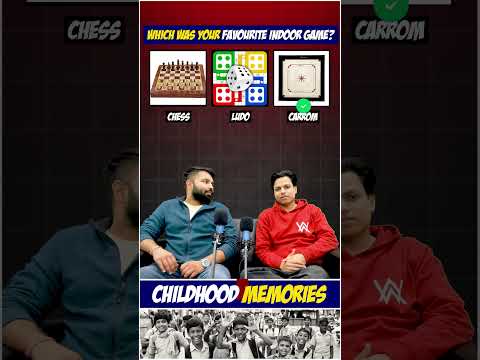 WHICH WAS YOUR FAVOURITE INDOOR GAME?
CHESS
CARROM
CHESS
LUDO
CARROM
CHILDHOOD MEMORIES